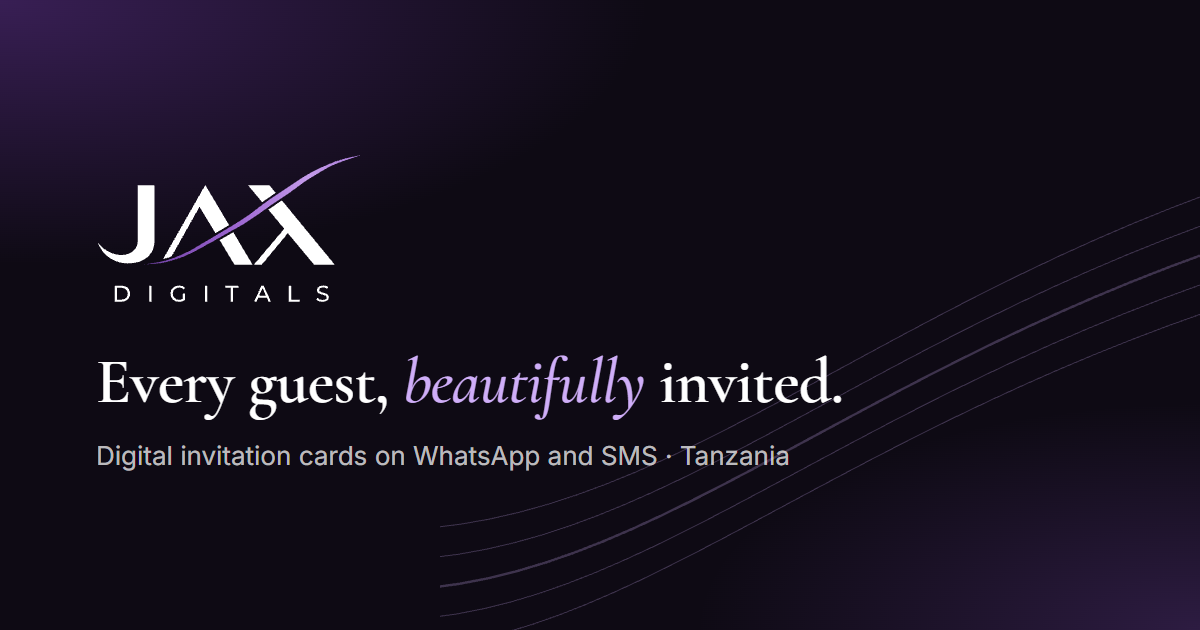 JAX
DIGITALS
Every guest, beautifully invited.
Digital invitation cards on WhatsApp and SMS · Tanzania